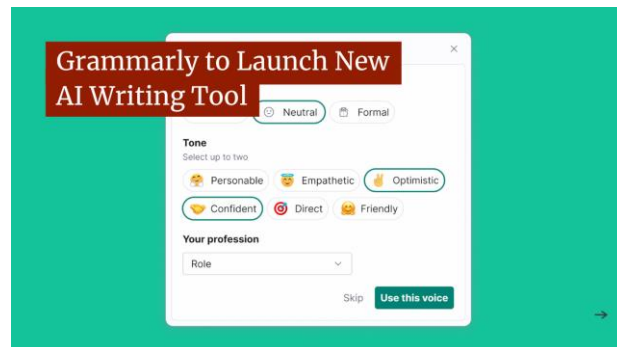 Grammarly to Launch New
AI Writing Tool
Neutral
Formal
Tone
Select up to two
Personable
Empathetic
Optimistic
Confident
Direct
Friendly
Your profession
Role
Skip
Use this voice